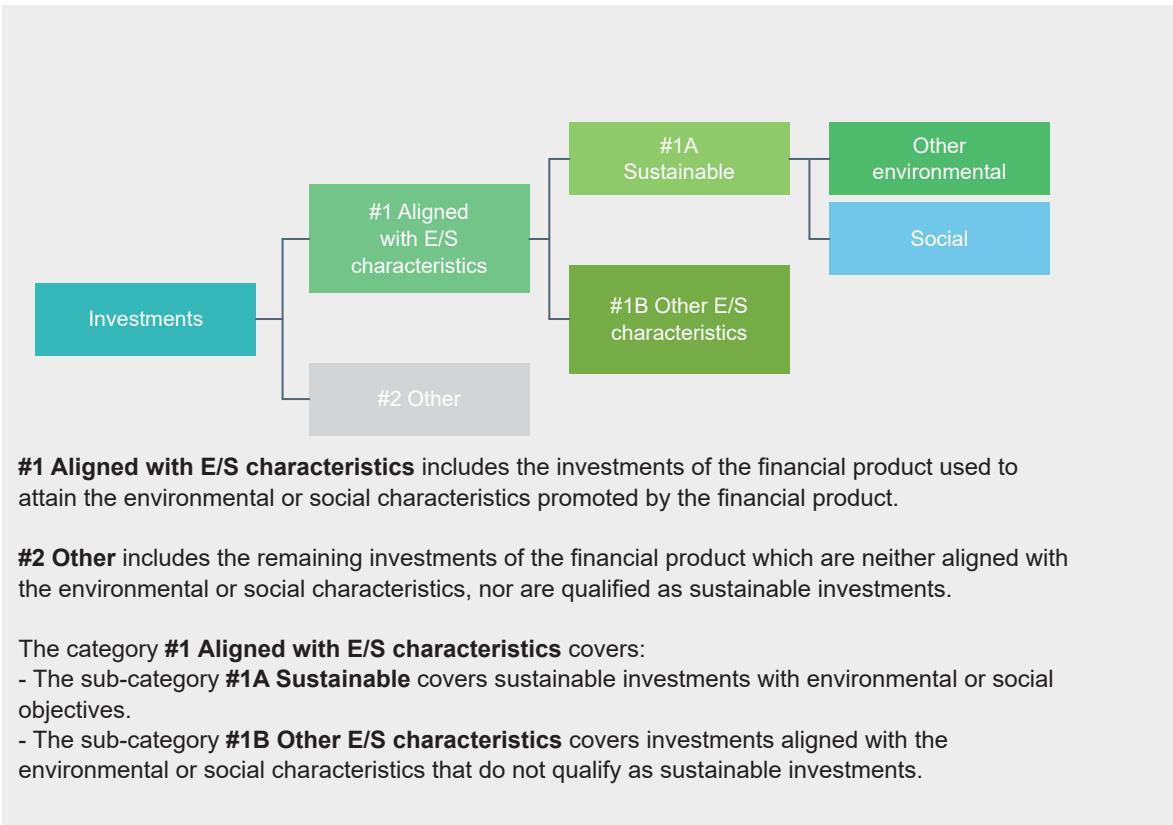 #1A
Sustainable
Other
environmental
#1 Aligned
with E/S
characteristics
Social
Investments
#1B Other E/S
characteristics
#2 Other
#1 Aligned with E/S characteristics includes the investments of the financial product used to
attain the environmental or social characteristics promoted by the financial product.
#2 Other includes the remaining investments of the financial product which are neither aligned with
the environmental or social characteristics, nor are qualified as sustainable investments.
The category #1 Aligned with E/S characteristics covers:
- The sub-category #1A Sustainable covers sustainable investments with environmental or social
objectives.
- The sub-category #1B Other E/S characteristics covers investments aligned with the
environmental or social characteristics that do not qualify as sustainable investments.